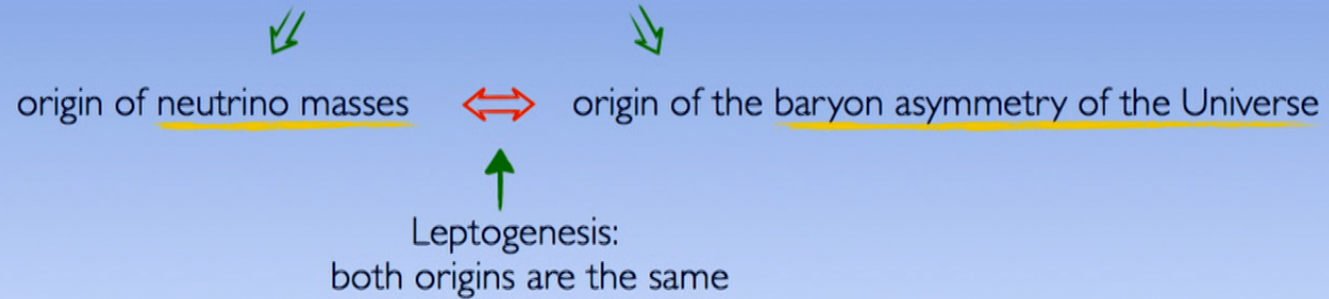 origin of neutrino masses ⇔ origin of the baryon asymmetry of the Universe
Leptogenesis:
both origins are the same